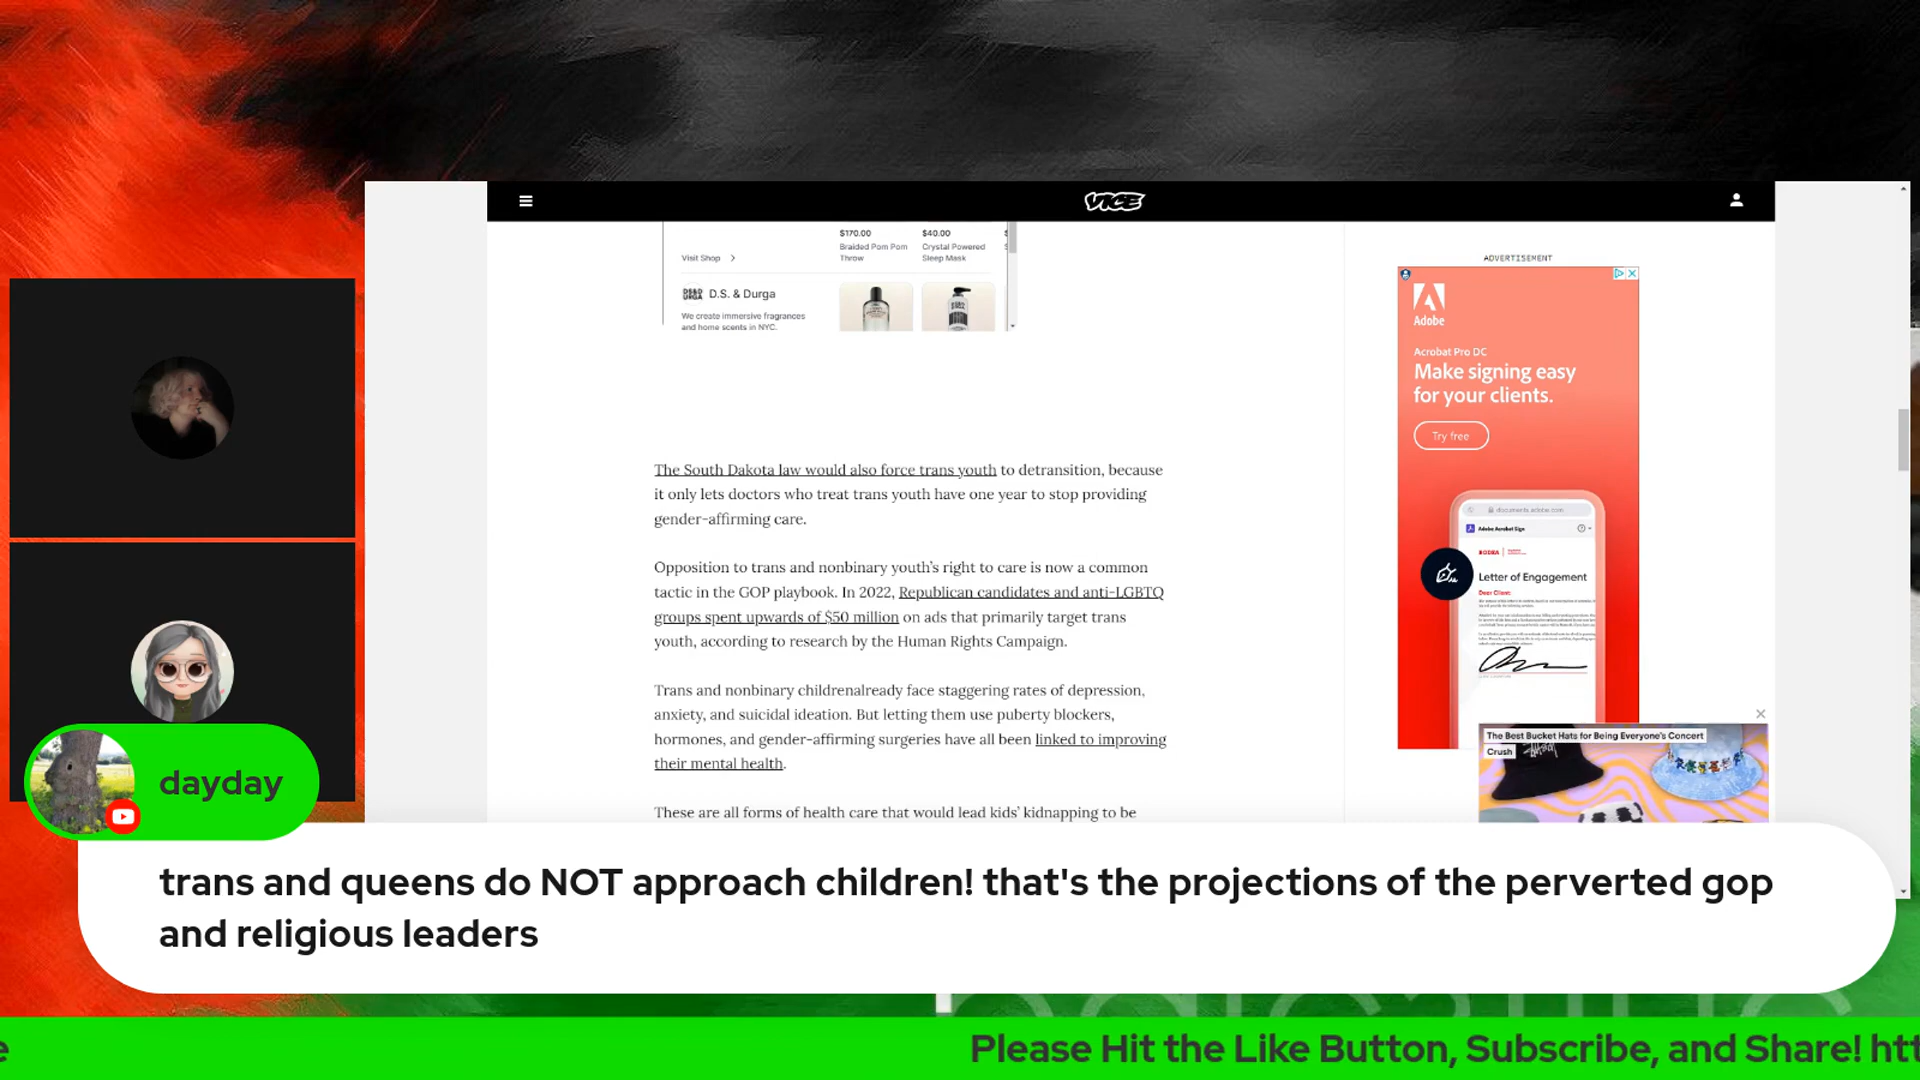 VICE
$170.00
$40.00
Braided Pom Pom
Throw
Crystal Powered
Sleep Mask
Visit Shop
D.S. & Durga
We create immersive fragrances
and home scents in NYC.
The South Dakota law would also force trans youth to detransition, because
it only lets doctors who treat trans youth have one year to stop providing
gender-affirming care.
Opposition to trans and nonbinary youth's right to care is now a common
tactic in the GOP playbook. In 2022, Republican candidates and anti-LGBTQ
groups spent upwards of $50 million on ads that primarily target trans
youth, according to research by the Human Rights Campaign.
Trans and nonbinary childrenalready face staggering rates of depression,
anxiety, and suicidal ideation. But letting them use puberty blockers,
hormones, and gender-affirming surgeries have all been linked to improving
their mental health.
These are all forms of health care that would lead kids' kidnapping to be
ADVERTISEMENT
Adobe
Acrobat Pro DC
Make signing easy
for your clients.
Try free
documents.adobe.com
Adobe Acrobat Sign
Letter of Engagement
Dear Client:
The Best Bucket Hats for Being Everyone's Concert
Crush
dayday
trans and queens do NOT approach children! that's the projections of the perverted gop
and religious leaders
Please Hit the Like Button, Subscribe, and Share! htt